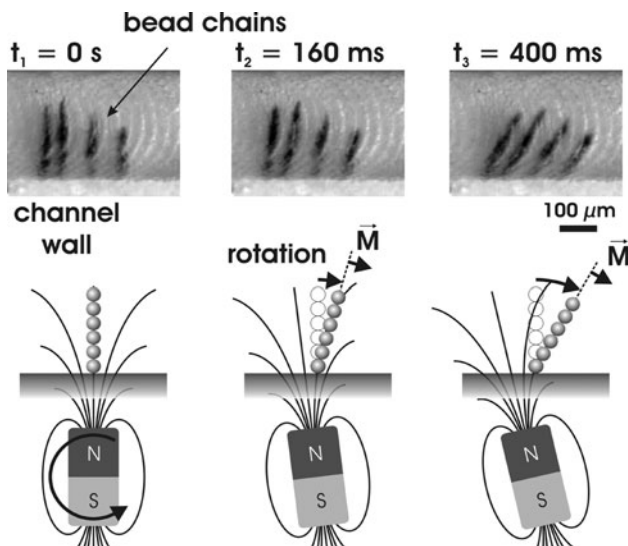 bead chains
t₁ = 0 s
t₂ = 160 ms
t₃ = 400 ms
channel
wall
100 µm
rotation
M⃗
M⃗
N
S
N
S
N
S